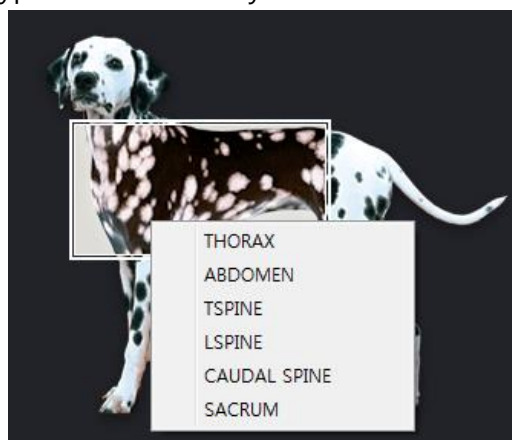 THORAX
ABDOMEN
TSPINE
LSPINE
CAUDAL SPINE
SACRUM